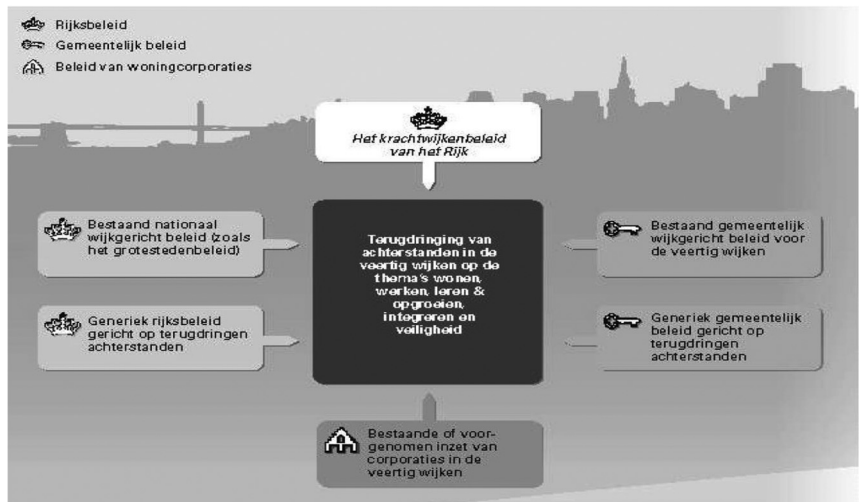 Rijksbeleid
Gemeentelijk beleid
Beleid van woningcorporaties
Het krachtwijkenbeleid
van het Rijk
Bestaand nationaal
wijkgericht beleid (zoals
het grotestedenbeleid)
Generiek rijksbeleid
gericht op terugdringen
achterstanden
Terugdringing van
achterstanden in de
veertig wijken op de
thema's wonen,
werken, leren &
opgroeien,
integreren en
veiligheid
Bestaand gemeentelijk
wijkgericht beleid voor
de veertig wijken
Generiek gemeentelijk
beleid gericht op
terugdringen
achterstanden
Bestaande of voor-
genomen inzet van
corporaties in de
veertig wijken